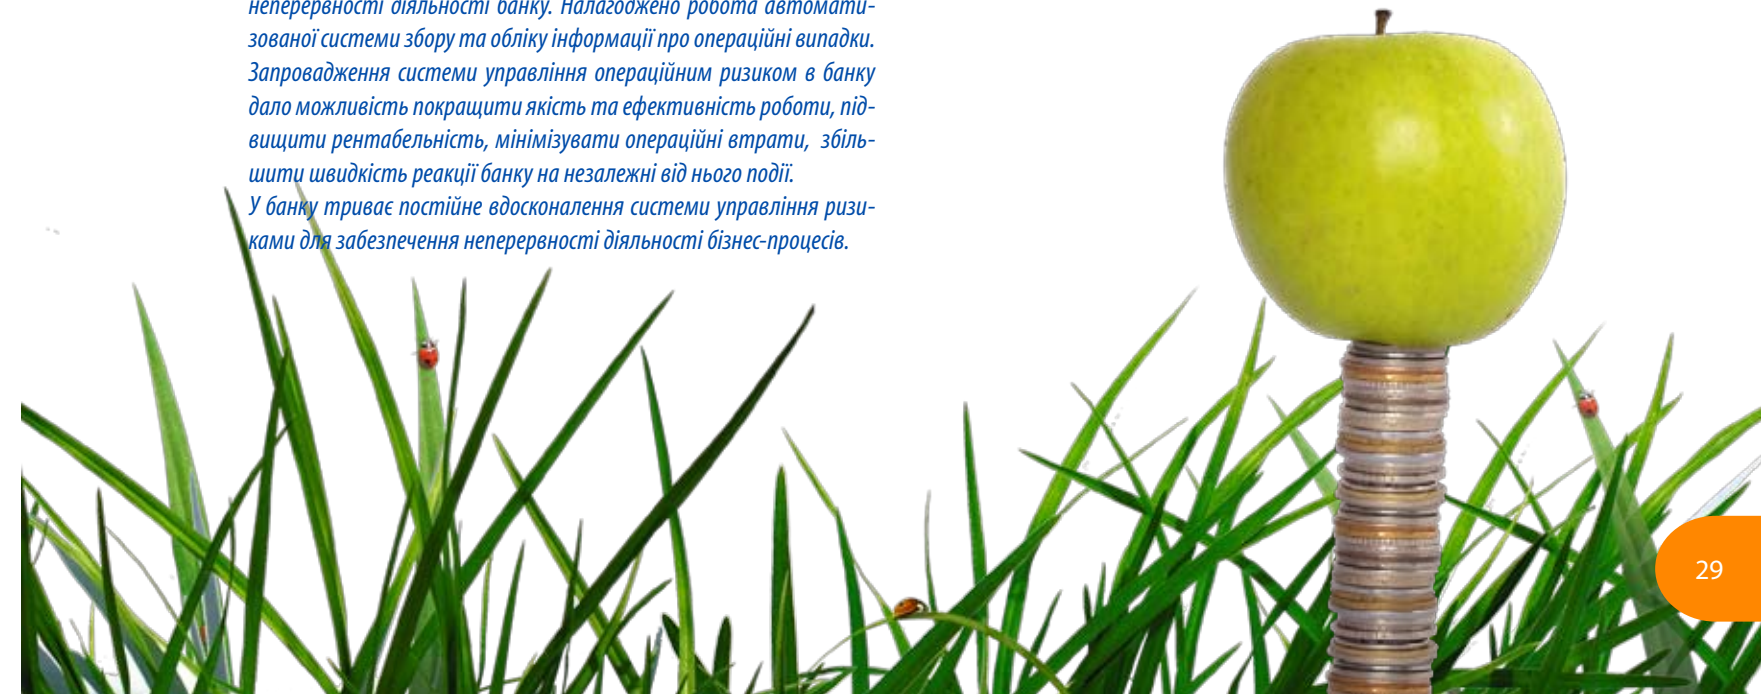 неперервності діяльності банку. Налагоджено робота автомати-
зованої системи збору та обліку інформації про операційні випадки.
Запровадження системи управління операційним ризиком в банку
дало можливість покращити якість та ефективність роботи, під-
вищити рентабельність, мінімізувати операційні втрати, збіль-
шити швидкість реакції банку на незалежні від нього події.
У банку триває постійне вдосконалення системи управління ризи-
ками для забезпечення неперервності діяльності бізнес-процесів.
29